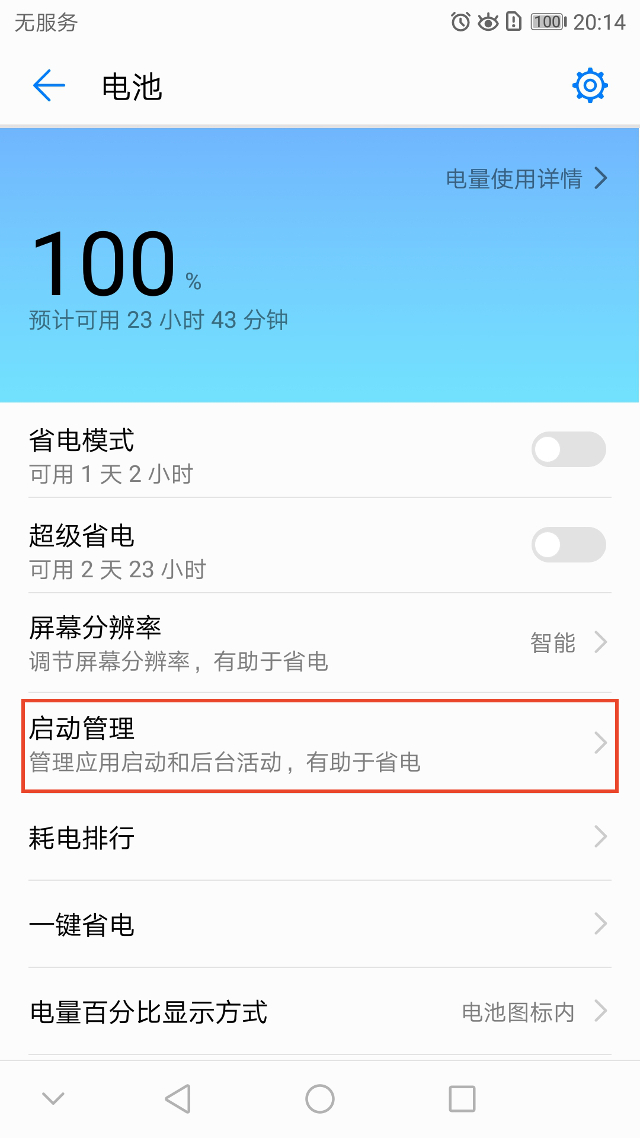 无服务
100 20:14
电池
电量使用详情
100 %
预计可用 23 小时 43 分钟
省电模式
可用 1 天 2 小时
超级省电
可用 2 天 23 小时
屏幕分辨率
智能
调节屏幕分辨率，有助于省电
启动管理
管理应用启动和后台活动，有助于省电
耗电排行
一键省电
电量百分比显示方式
电池图标内